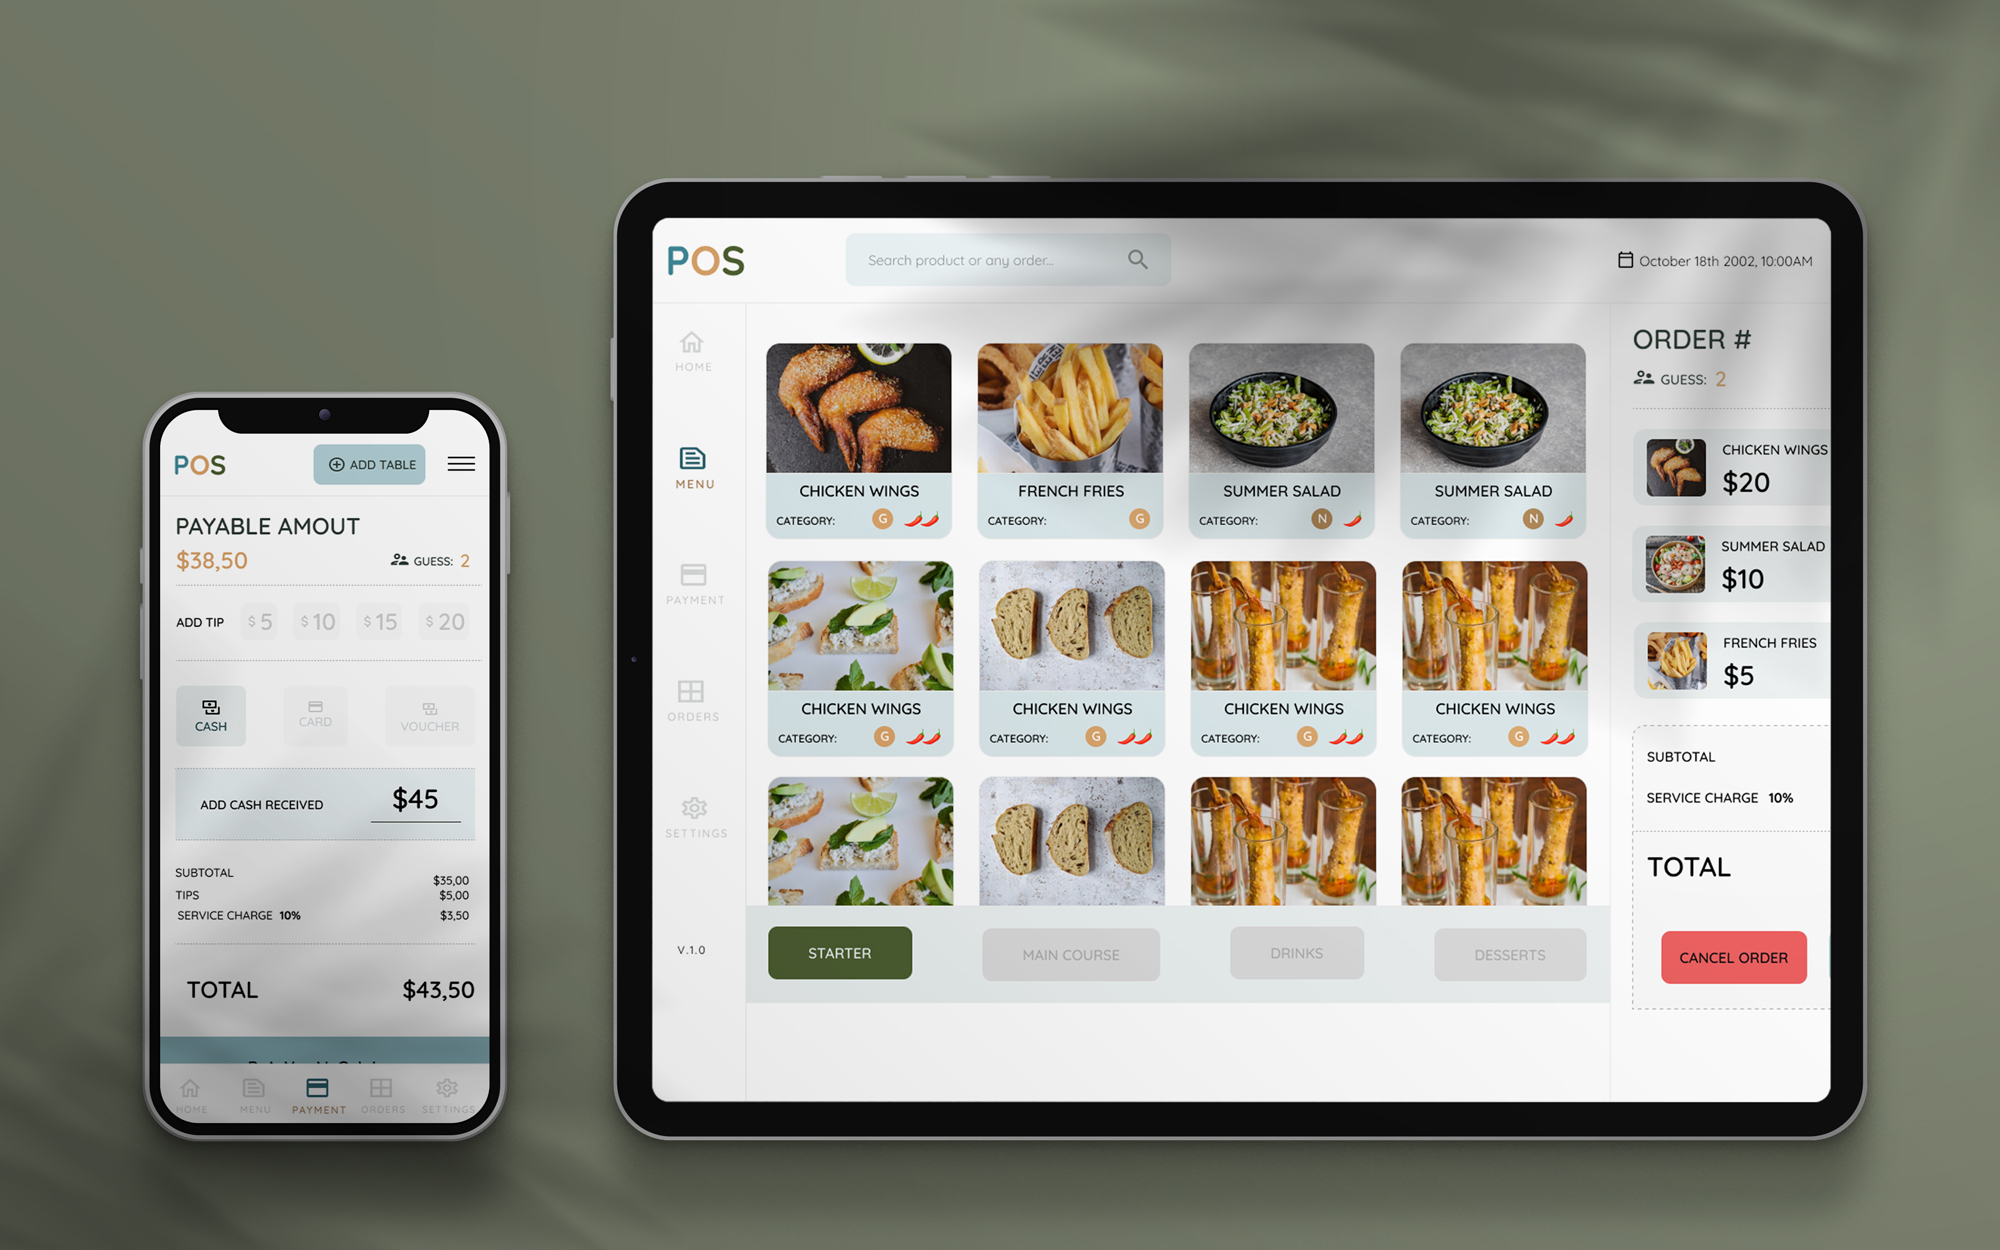 POS
ADD TABLE
PAYABLE AMOUT
$38,50
GUESS: 2
ADD TIP $ 5 $ 10 $ 15 $ 20
CASH CARD VOUCHER
ADD CASH RECEIVED $45
SUBTOTAL $35,00
TIPS $5,00
SERVICE CHARGE 10% $3,50
TOTAL $43,50
HOME MENU PAYMENT ORDERS SETTINGS
POS
Search product or any order...
October 18th 2002, 10:00AM
HOME
MENU
PAYMENT
ORDERS
SETTINGS
V.1.0
CHICKEN WINGS FRENCH FRIES SUMMER SALAD SUMMER SALAD
CATEGORY: G CATEGORY: G CATEGORY: N CATEGORY: N
CHICKEN WINGS CHICKEN WINGS CHICKEN WINGS CHICKEN WINGS
CATEGORY: G CATEGORY: G CATEGORY: G CATEGORY: G
STARTER MAIN COURSE DRINKS DESSERTS
ORDER #
GUESS: 2
CHICKEN WINGS
$20
SUMMER SALAD
$10
FRENCH FRIES
$5
SUBTOTAL
SERVICE CHARGE 10%
TOTAL
CANCEL ORDER